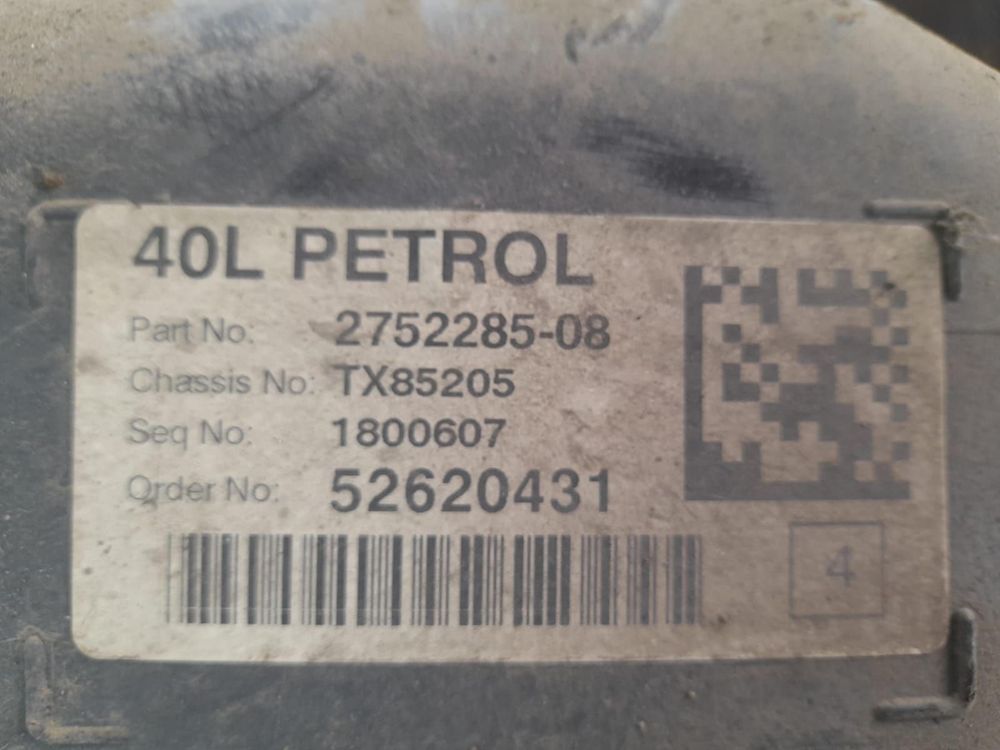 40L PETROL
Part No: 2752285-08
Chassis No: TX85205
Seq No: 1800607
Order No: 52620431
4